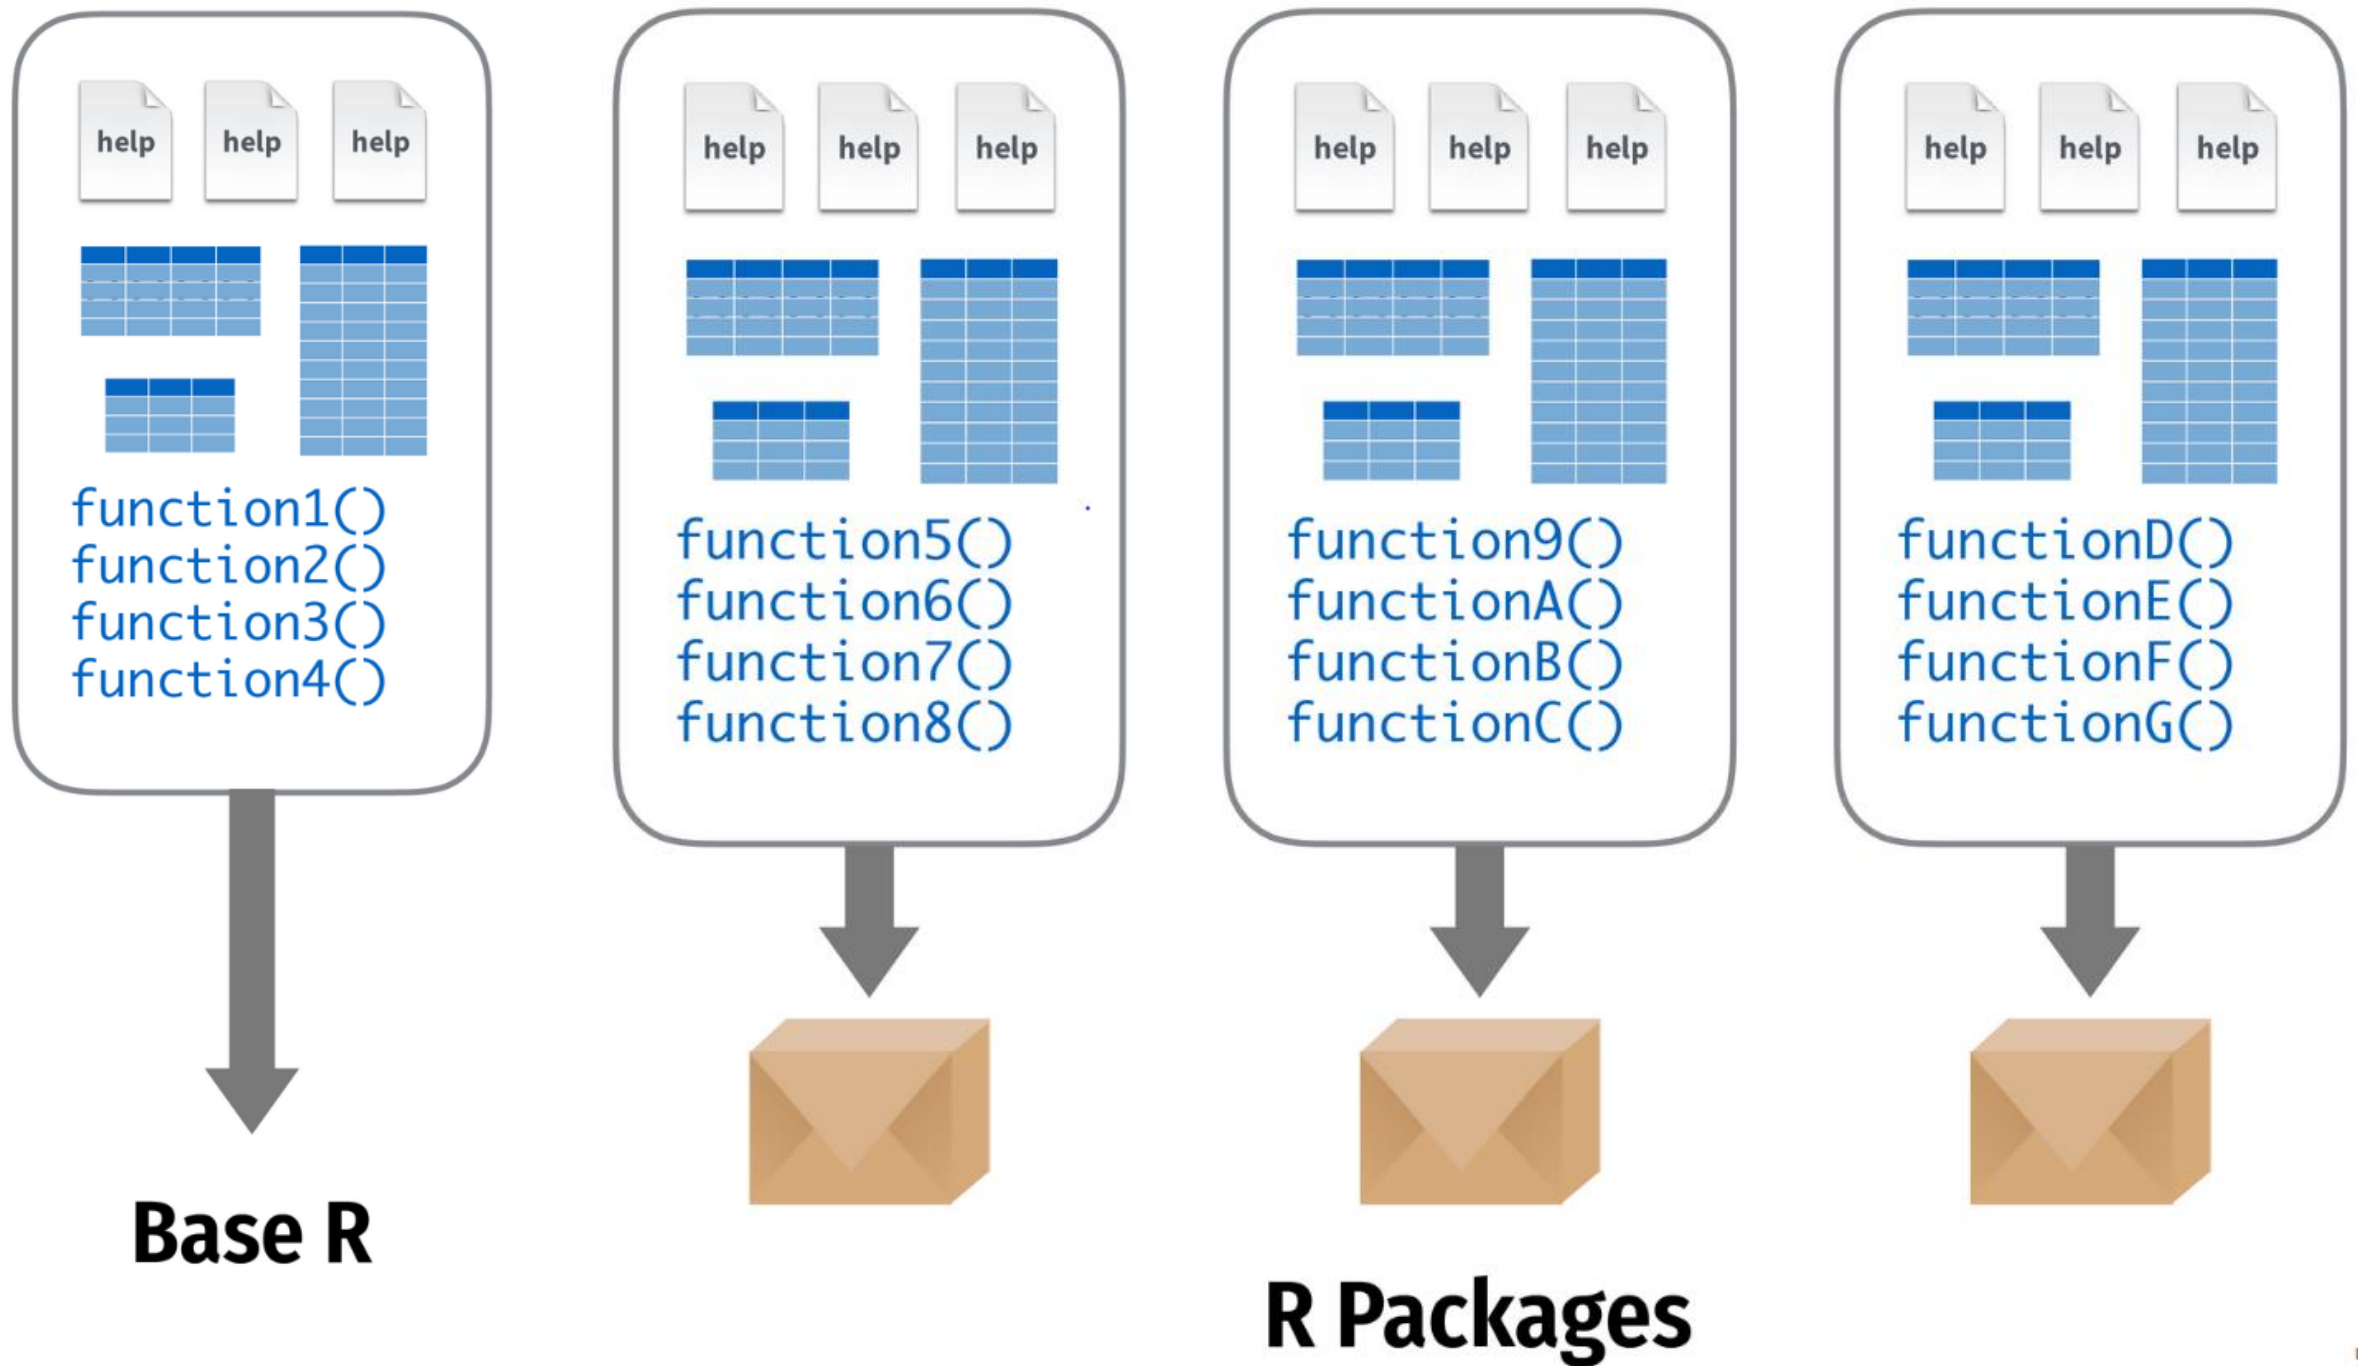 help help help
function1()
function2()
function3()
function4()
Base R
help help help
function5()
function6()
function7()
function8()
help help help
function9()
functionA()
functionB()
functionC()
help help help
functionD()
functionE()
functionF()
functionG()
R Packages